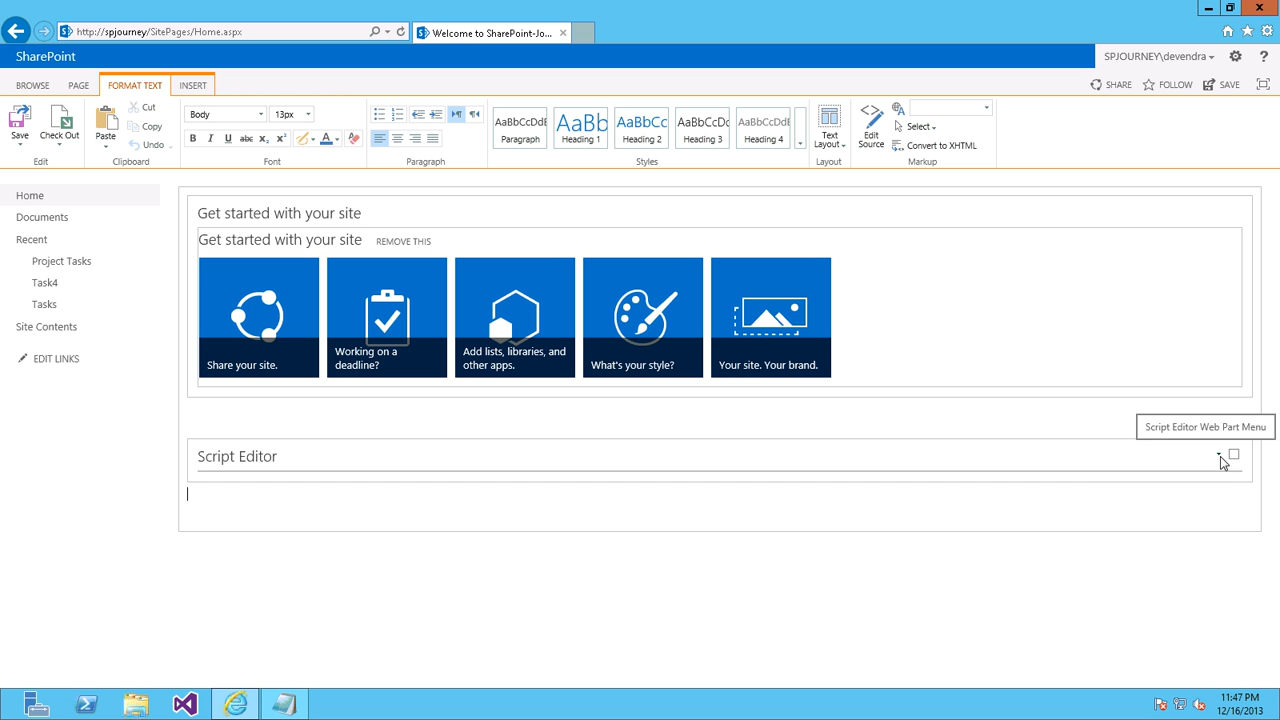 http://spjourney/SitePages/Home.aspx
Welcome to SharePoint-Jo...
SharePoint
SPJOURNEY\devendra
?
BROWSE PAGE FORMAT TEXT INSERT
SHARE FOLLOW SAVE
Save
Check Out
Edit
Paste
Cut
Copy
Undo
Clipboard
Body 13px
B I U abc x₂ x²
A
Font
Paragraph
AaBbCcDdE
Paragraph
AaBb
Heading 1
AaBbCc
Heading 2
AaBbCcDc
Heading 3
AaBbCcDdE
Heading 4
Styles
Text
Layout
Layout
Edit
Source
Select
Convert to XHTML
Markup
Home
Documents
Recent
Project Tasks
Task4
Tasks
Site Contents
EDIT LINKS
Get started with your site
Get started with your site REMOVE THIS
Share your site.
Working on a
deadline?
Add lists, libraries, and
other apps.
What's your style?
Your site. Your brand.
Script Editor Web Part Menu
Script Editor
11:47 PM
12/16/2013